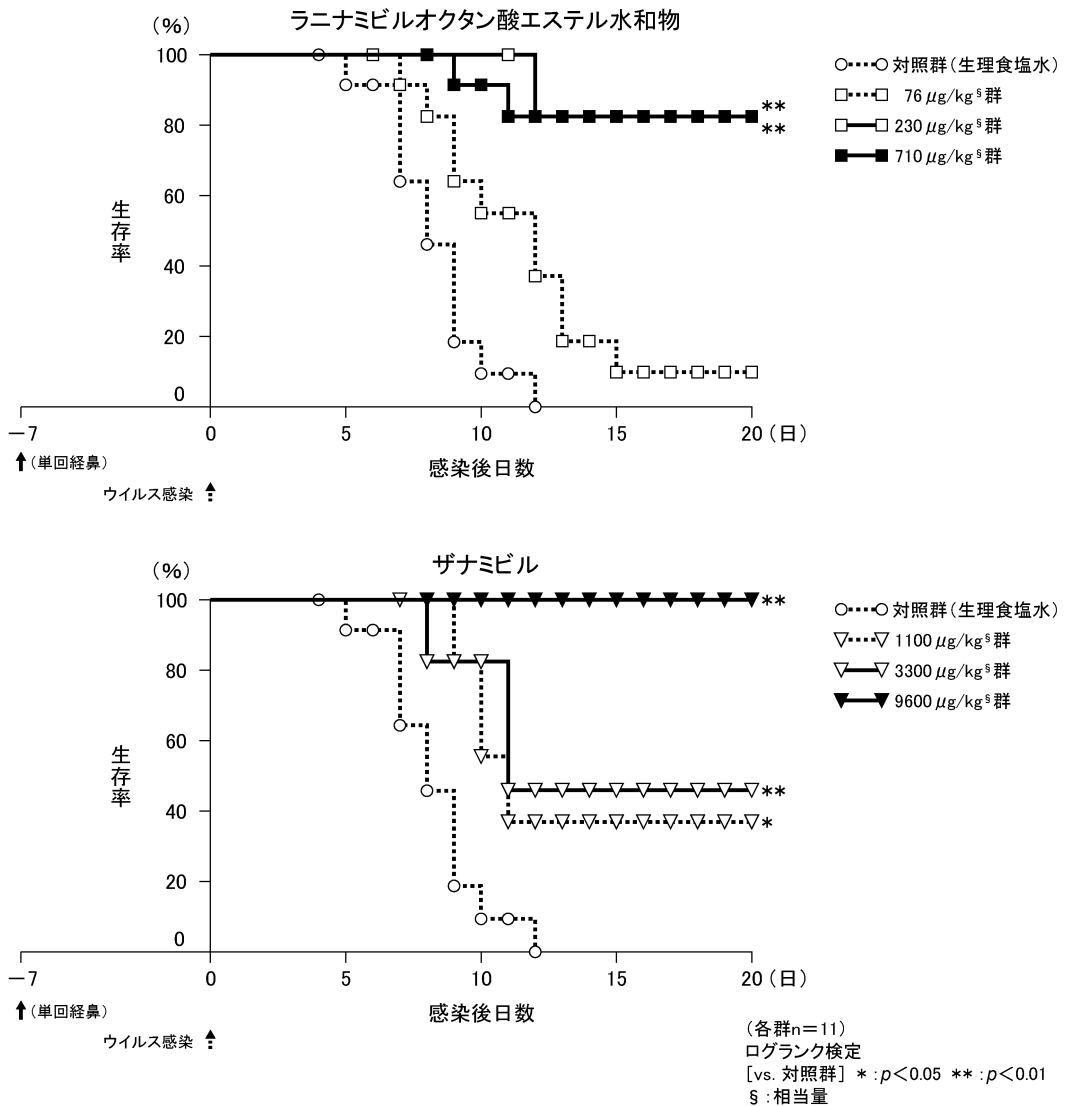 ラニナミビルオクタン酸エステル水和物
(%)
100
80
60
40
20
0
生存率
−7
0
5
10
15
20(日)
(単回経鼻)
感染後日数
ウイルス感染
対照群(生理食塩水)
76 μg/kg§群
230 μg/kg§群
710 μg/kg§群
**
**
ザナミビル
(%)
100
80
60
40
20
0
生存率
−7
0
5
10
15
20(日)
(単回経鼻)
感染後日数
ウイルス感染
対照群(生理食塩水)
1100 μg/kg§群
3300 μg/kg§群
9600 μg/kg§群
**
**
*
(各群n=11)
ログランク検定
[vs. 対照群] *:p<0.05 **:p<0.01
§:相当量